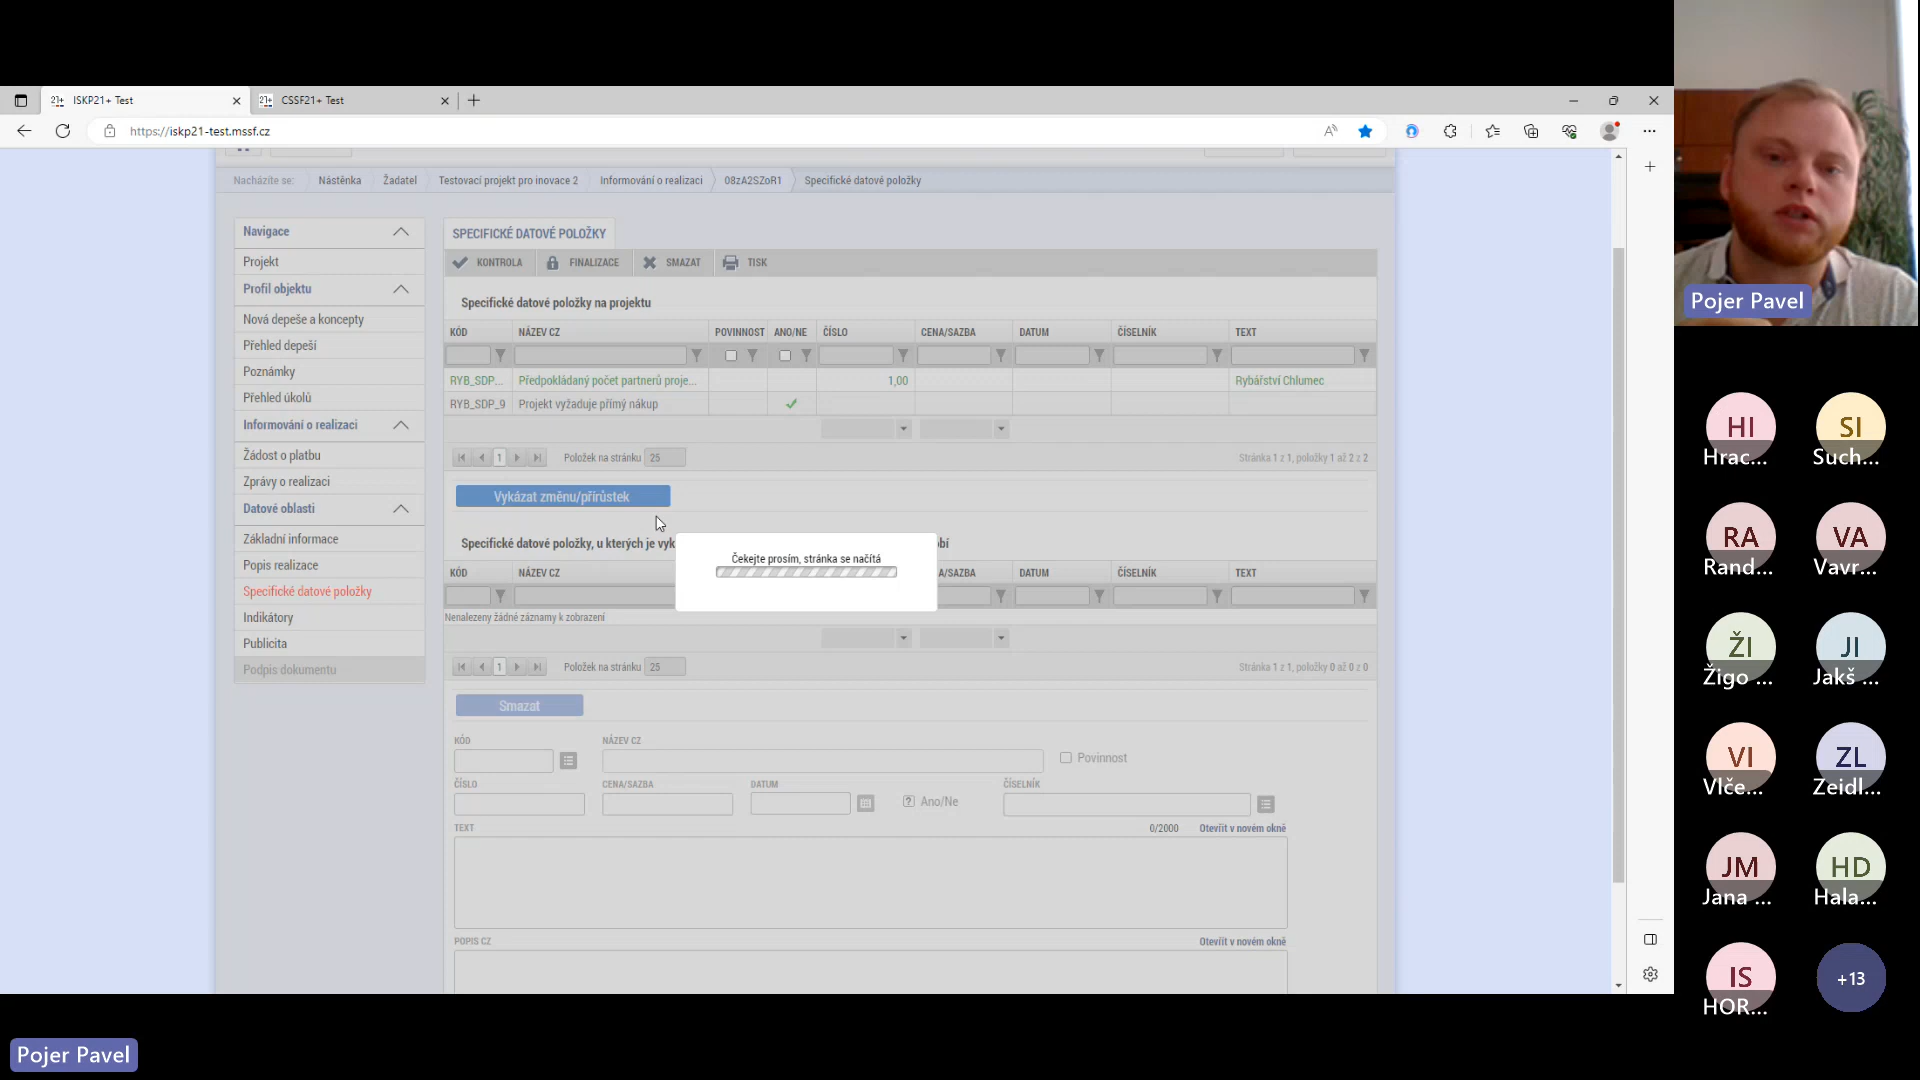 ISKP21+ Test
CSSF21+ Test
https://iskp21-test.mssf.cz
Nacházíte se:
Nástěnka
Žadatel
Testovací projekt pro inovace 2
Informování o realizaci
08zA2SZoR1
Specifické datové položky
Navigace
Projekt
Profil objektu
Nová depeše a koncepty
Přehled depeší
Poznámky
Přehled úkolů
Informování o realizaci
Žádost o platbu
Zprávy o realizaci
Datové oblasti
Základní informace
Popis realizace
Specifické datové položky
Indikátory
Publicita
Podpis dokumentu
SPECIFICKÉ DATOVÉ POLOŽKY
KONTROLA FINALIZACE SMAZAT TISK
Specifické datové položky na projektu
KÓD NÁZEV CZ POVINNOST ANO/NE ČÍSLO CENA/SAZBA DATUM ČÍSELNÍK TEXT
RYB_SDP... Předpokládaný počet partnerů proje... 1,00 Rybářství Chlumec
RYB_SDP_9 Projekt vyžaduje přímý nákup
1 Položek na stránku 25 Stránka 1 z 1, položky 1 až 2 z 2
Vykázat změnu/přírůstek
Specifické datové položky, u kterých je vyk
obí
Čekejte prosím, stránka se načítá
KÓD NÁZEV CZ A/SAZBA DATUM ČÍSELNÍK TEXT
Nenalezeny žádné záznamy k zobrazení
1 Položek na stránku 25 Stránka 1 z 1, položky 0 až 0 z 0
Smazat
KÓD NÁZEV CZ
Povinnost
ČÍSLO CENA/SAZBA DATUM ČÍSELNÍK
Ano/Ne
TEXT 0/2000 Otevřít v novém okně
POPIS CZ Otevřít v novém okně
Pojer Pavel
HI SI
Hrac... Such...
RA VA
Rand... Vavr...
ŽI JI
Žigo ... Jakš ...
VI ZL
Vlče... Zeidl...
JM HD
Jana ... Hala...
IS +13
HOR...
Pojer Pavel